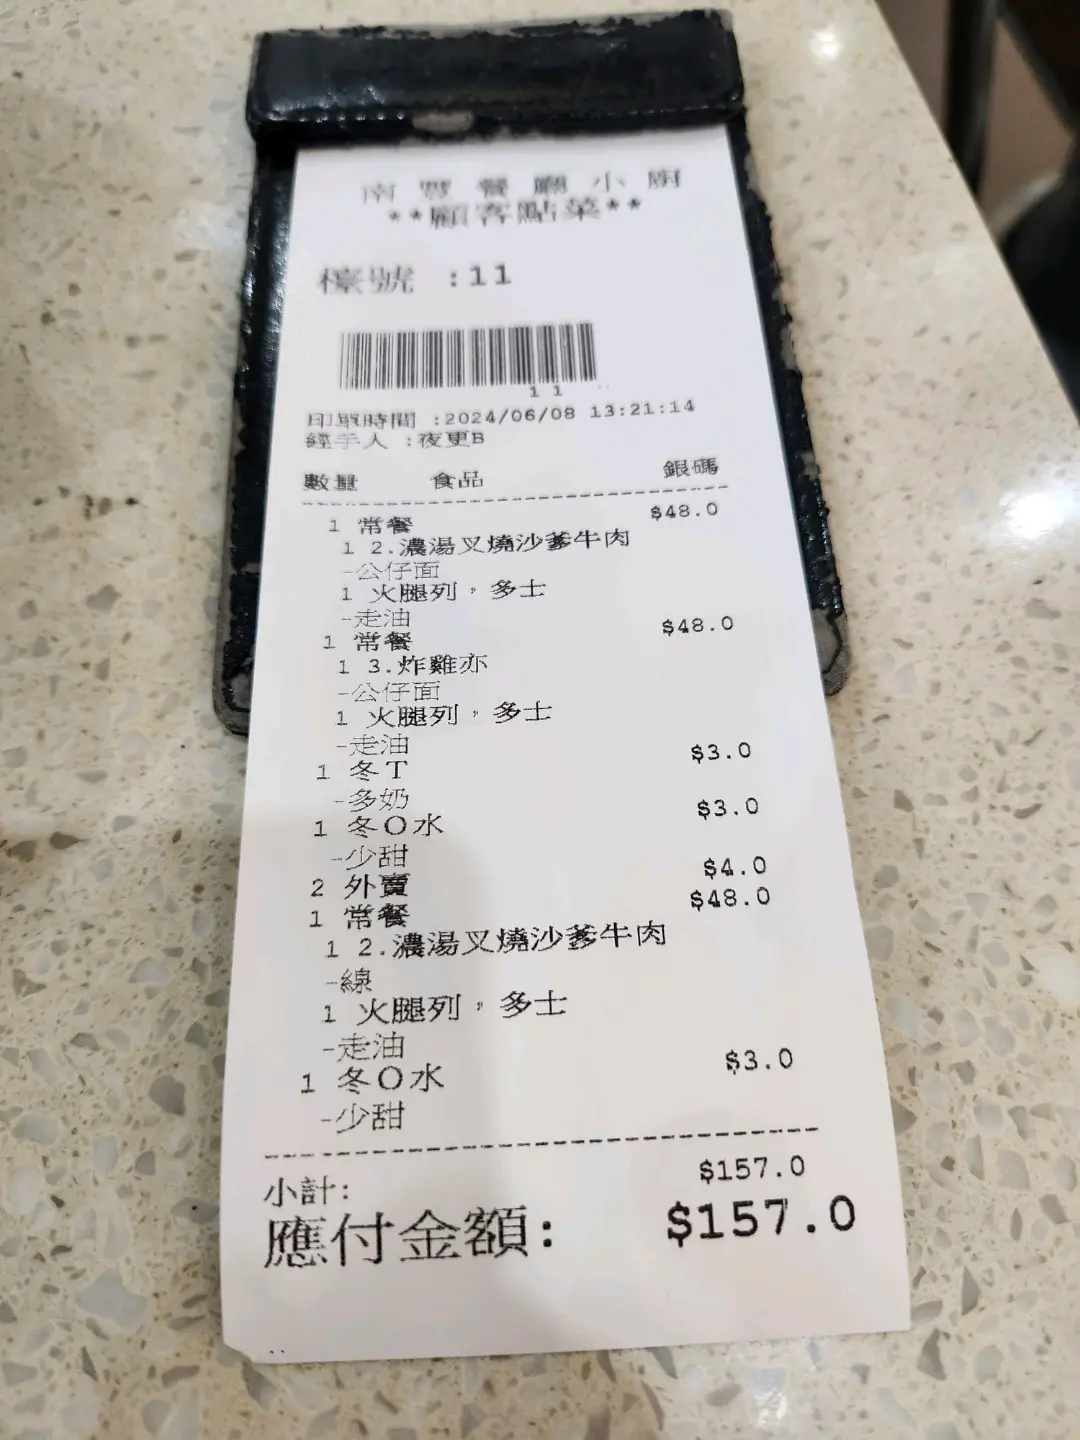 南豐餐廳小廚
**顧客點菜**
檯號 :11
11
印單時間 :2024/06/08 13:21:14
經手人 :夜更B
數量 食品 銀碼
1 常餐 $48.0
1 2.濃湯叉燒沙爹牛肉
-公仔面
1 火腿列，多士
-走油
1 常餐 $48.0
1 3.炸雞亦
-公仔面
1 火腿列，多士
-走油
1 冬T $3.0
-多奶
1 冬O水 $3.0
-少甜
2 外賣 $4.0
1 常餐 $48.0
1 2.濃湯叉燒沙爹牛肉
-線
1 火腿列，多士
-走油
1 冬O水 $3.0
-少甜
小計: $157.0
應付金額: $157.0